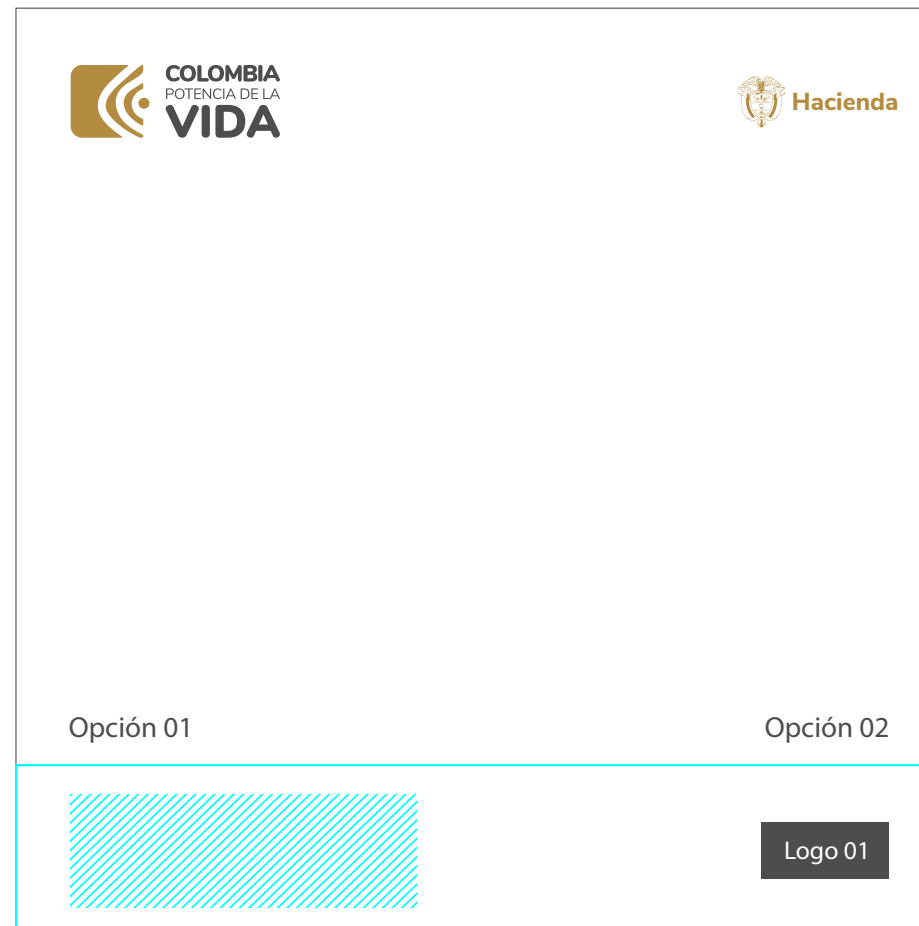 COLOMBIA
POTENCIA DE LA
VIDA
Hacienda
Opción 01
Opción 02
Logo 01